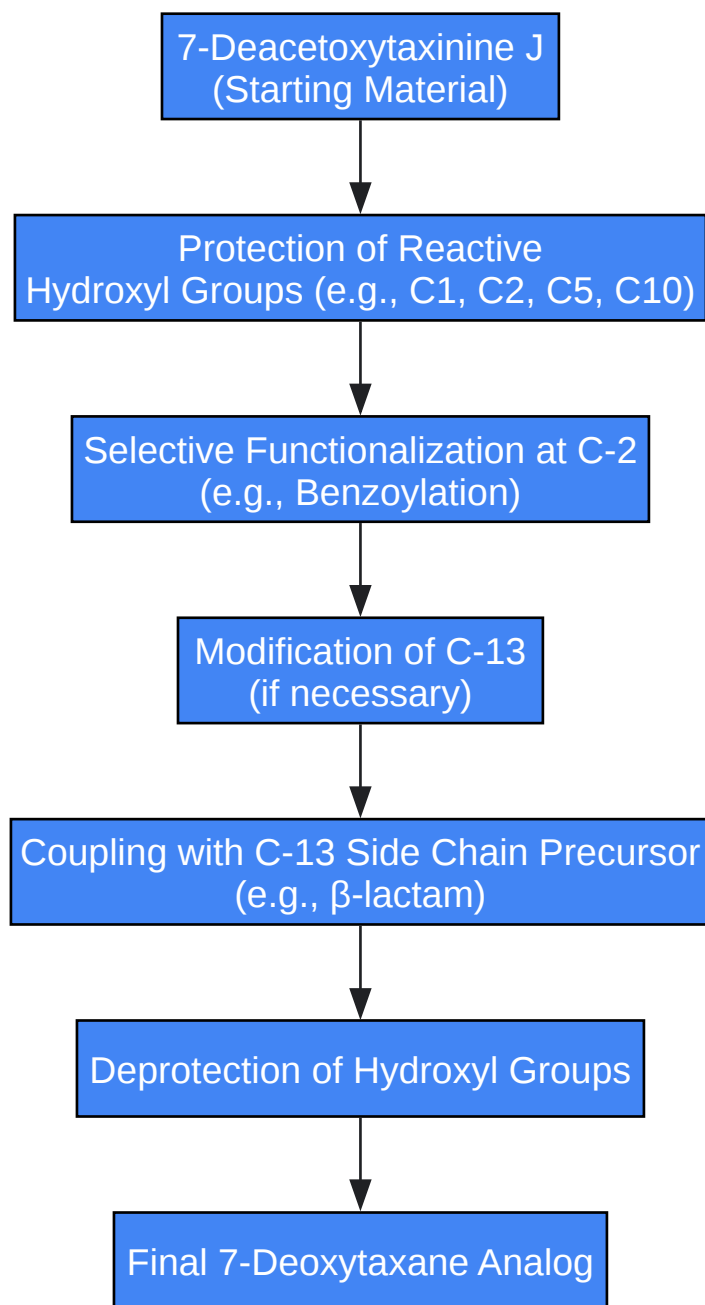 7-Deacetoxytaxinine J
(Starting Material)
Protection of Reactive
Hydroxyl Groups (e.g., C1, C2, C5, C10)
Selective Functionalization at C-2
(e.g., Benzoylation)
Modification of C-13
(if necessary)
Coupling with C-13 Side Chain Precursor
(e.g., β-lactam)
Deprotection of Hydroxyl Groups
Final 7-Deoxytaxane Analog